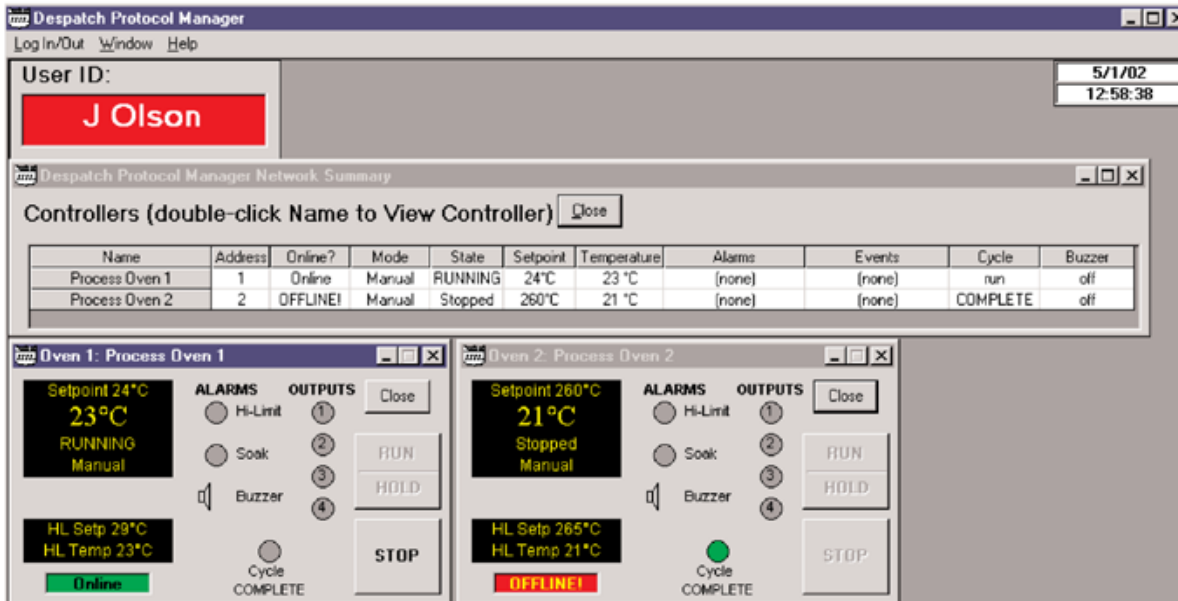 Despatch Protocol Manager
Log In/Out Window Help
User ID:
J Olson
5/1/02
12:58:38
Despatch Protocol Manager Network Summary
Controllers (double-click Name to View Controller) Close
Name Address Online? Mode State Setpoint Temperature Alarms Events Cycle Buzzer
Process Oven 1 1 Online Manual RUNNING 24°C 23 °C (none) (none) run off
Process Oven 2 2 OFFLINE! Manual Stopped 260°C 21 °C (none) (none) COMPLETE off
Oven 1: Process Oven 1
Setpoint 24°C
23°C
RUNNING
Manual
HL Setp 29°C
HL Temp 23°C
Online
ALARMS
Hi-Limit
Soak
Buzzer
OUTPUTS
1
2
3
4
Cycle
COMPLETE
Close
RUN
HOLD
STOP
Oven 2: Process Oven 2
Setpoint 260°C
21°C
Stopped
Manual
HL Setp 265°C
HL Temp 21°C
OFFLINE!
ALARMS
Hi-Limit
Soak
Buzzer
OUTPUTS
1
2
3
4
Cycle
COMPLETE
Close
RUN
HOLD
STOP